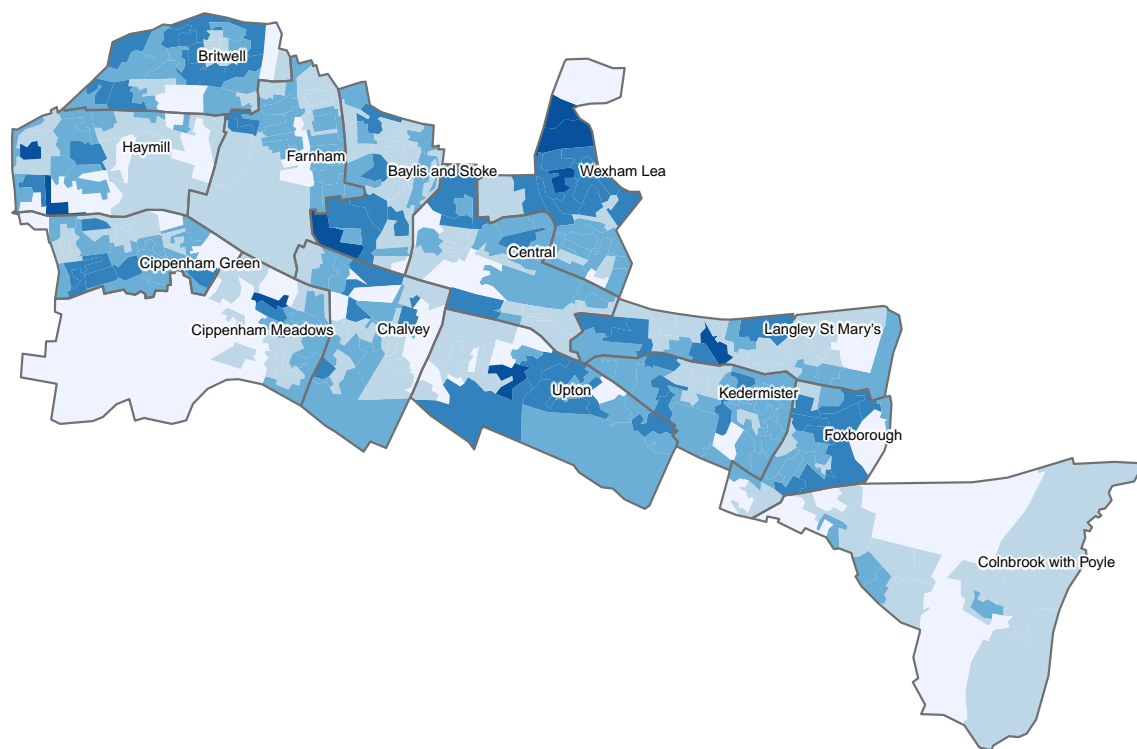 Britwell
Haymill
Farnham
Baylis and Stoke
Wexham Lea
Central
Cippenham Green
Cippenham Meadows
Chalvey
Langley St Mary's
Upton
Kedermister
Foxborough
Colnbrook with Poyle